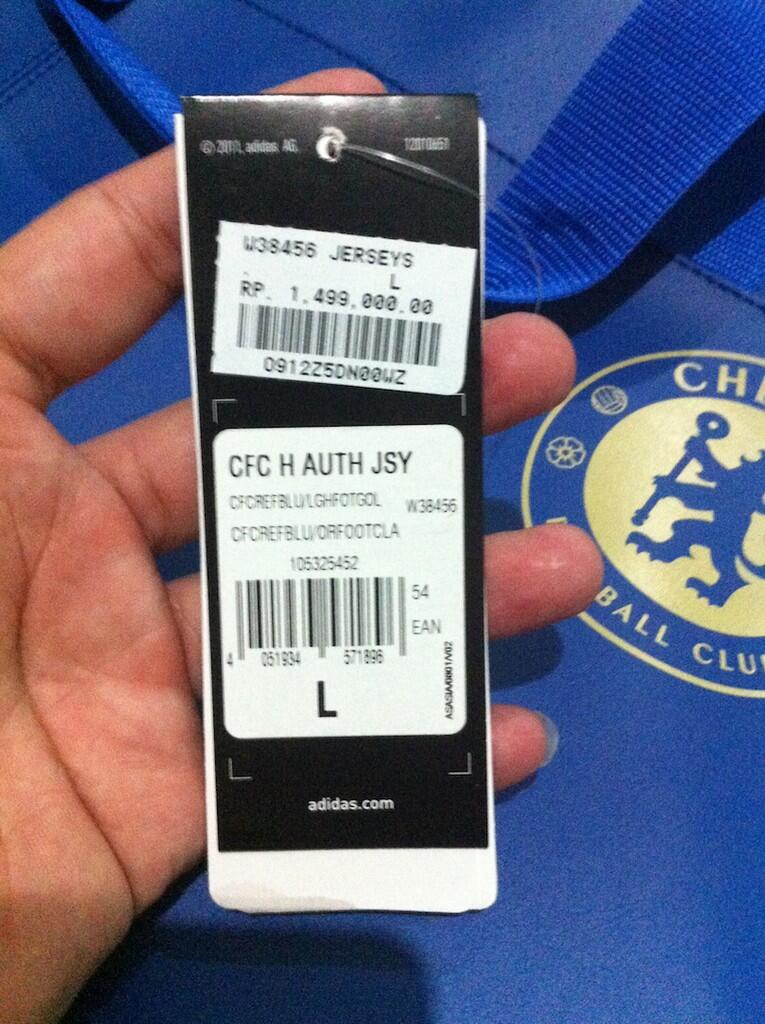 © 2011, adidas AG.
W38456 JERSEYS
L
RP. 1.499.000.00
0912Z5DN00WZ
CFC H AUTH JSY
CFCREFBLU/LGHFOTGOL W38456
CFCREFBLU/ORFOOTCLA
105325452
54
EAN
4 051934 571896
L
adidas.com
CHE
BALL CLU